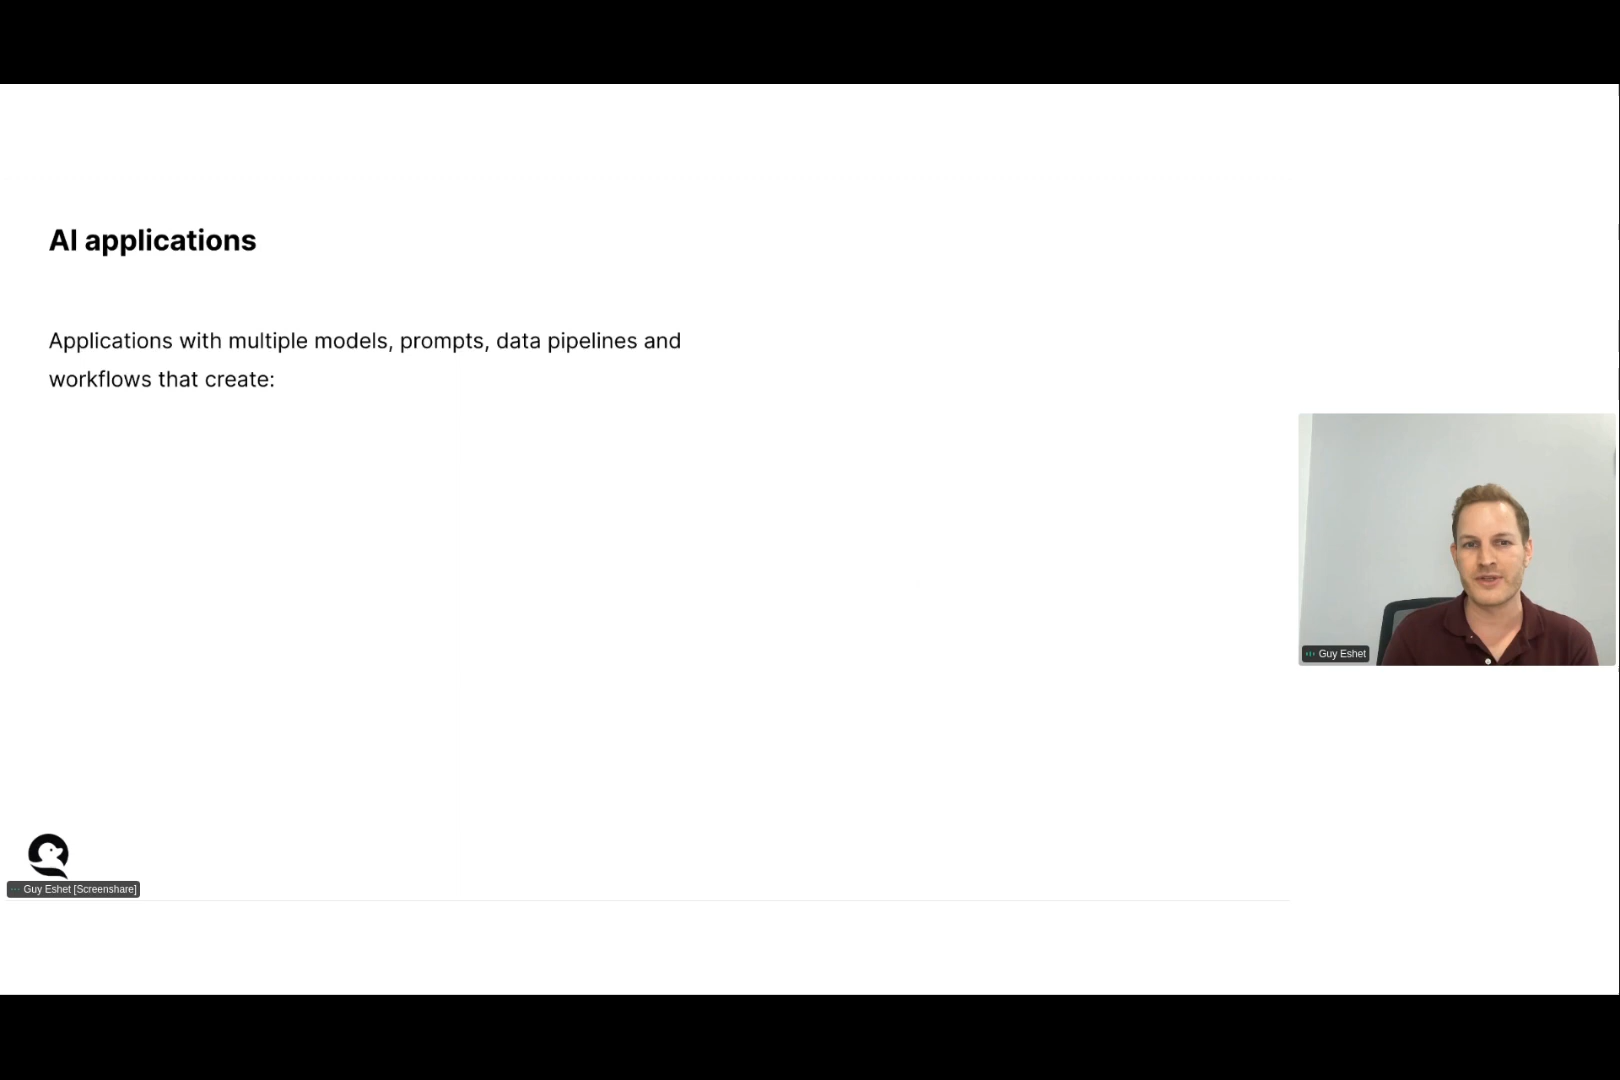 AI applications
Applications with multiple models, prompts, data pipelines and
workflows that create:
Guy Eshet
Guy Eshet [Screenshare]